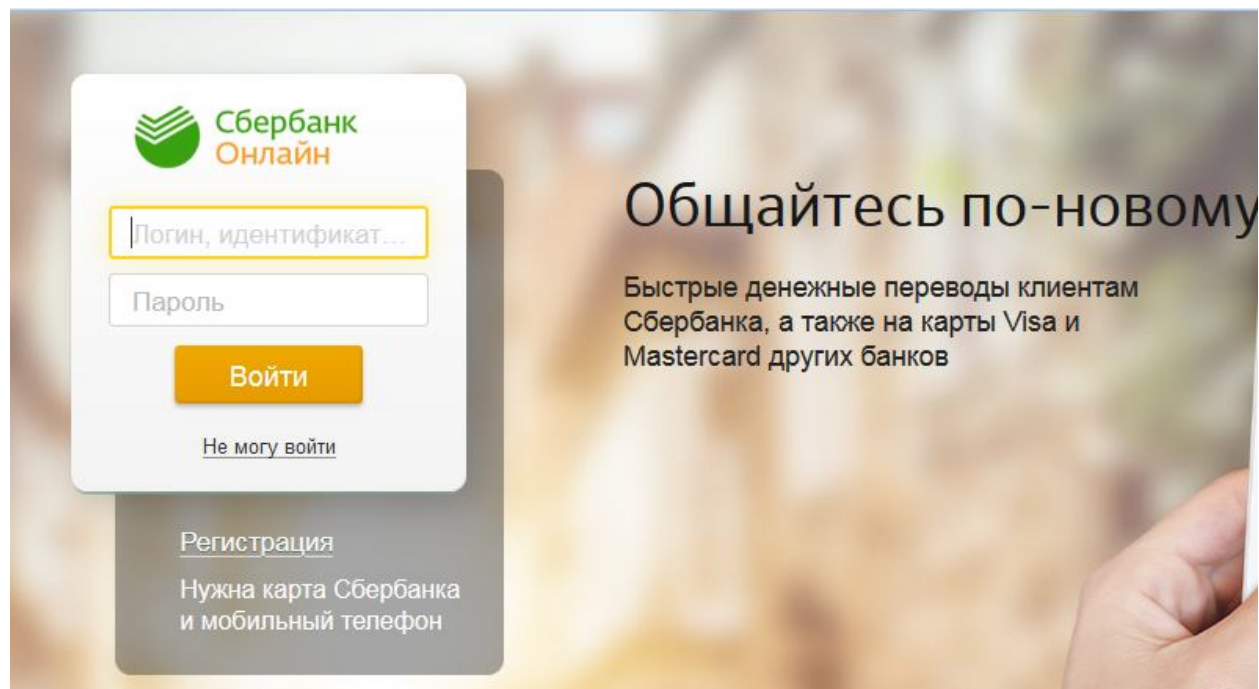 Сбербанк
Онлайн
Логин, идентификат...
Пароль
Войти
Не могу войти
Регистрация
Нужна карта Сбербанка
и мобильный телефон
Общайтесь по-новому
Быстрые денежные переводы клиентам
Сбербанка, а также на карты Visa и
Mastercard других банков